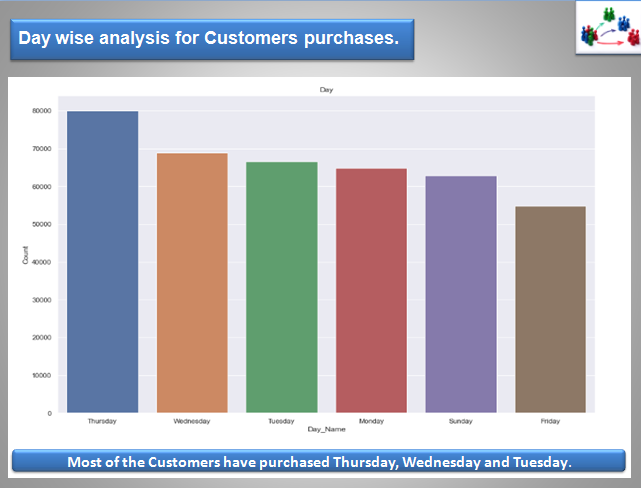 Day wise analysis for Customers purchases.
Day
80000
70000
60000
50000
40000
30000
20000
10000
0
Count
Thursday Wednesday Tuesday Monday Sunday Friday
Day_Name
Most of the Customers have purchased Thursday, Wednesday and Tuesday.